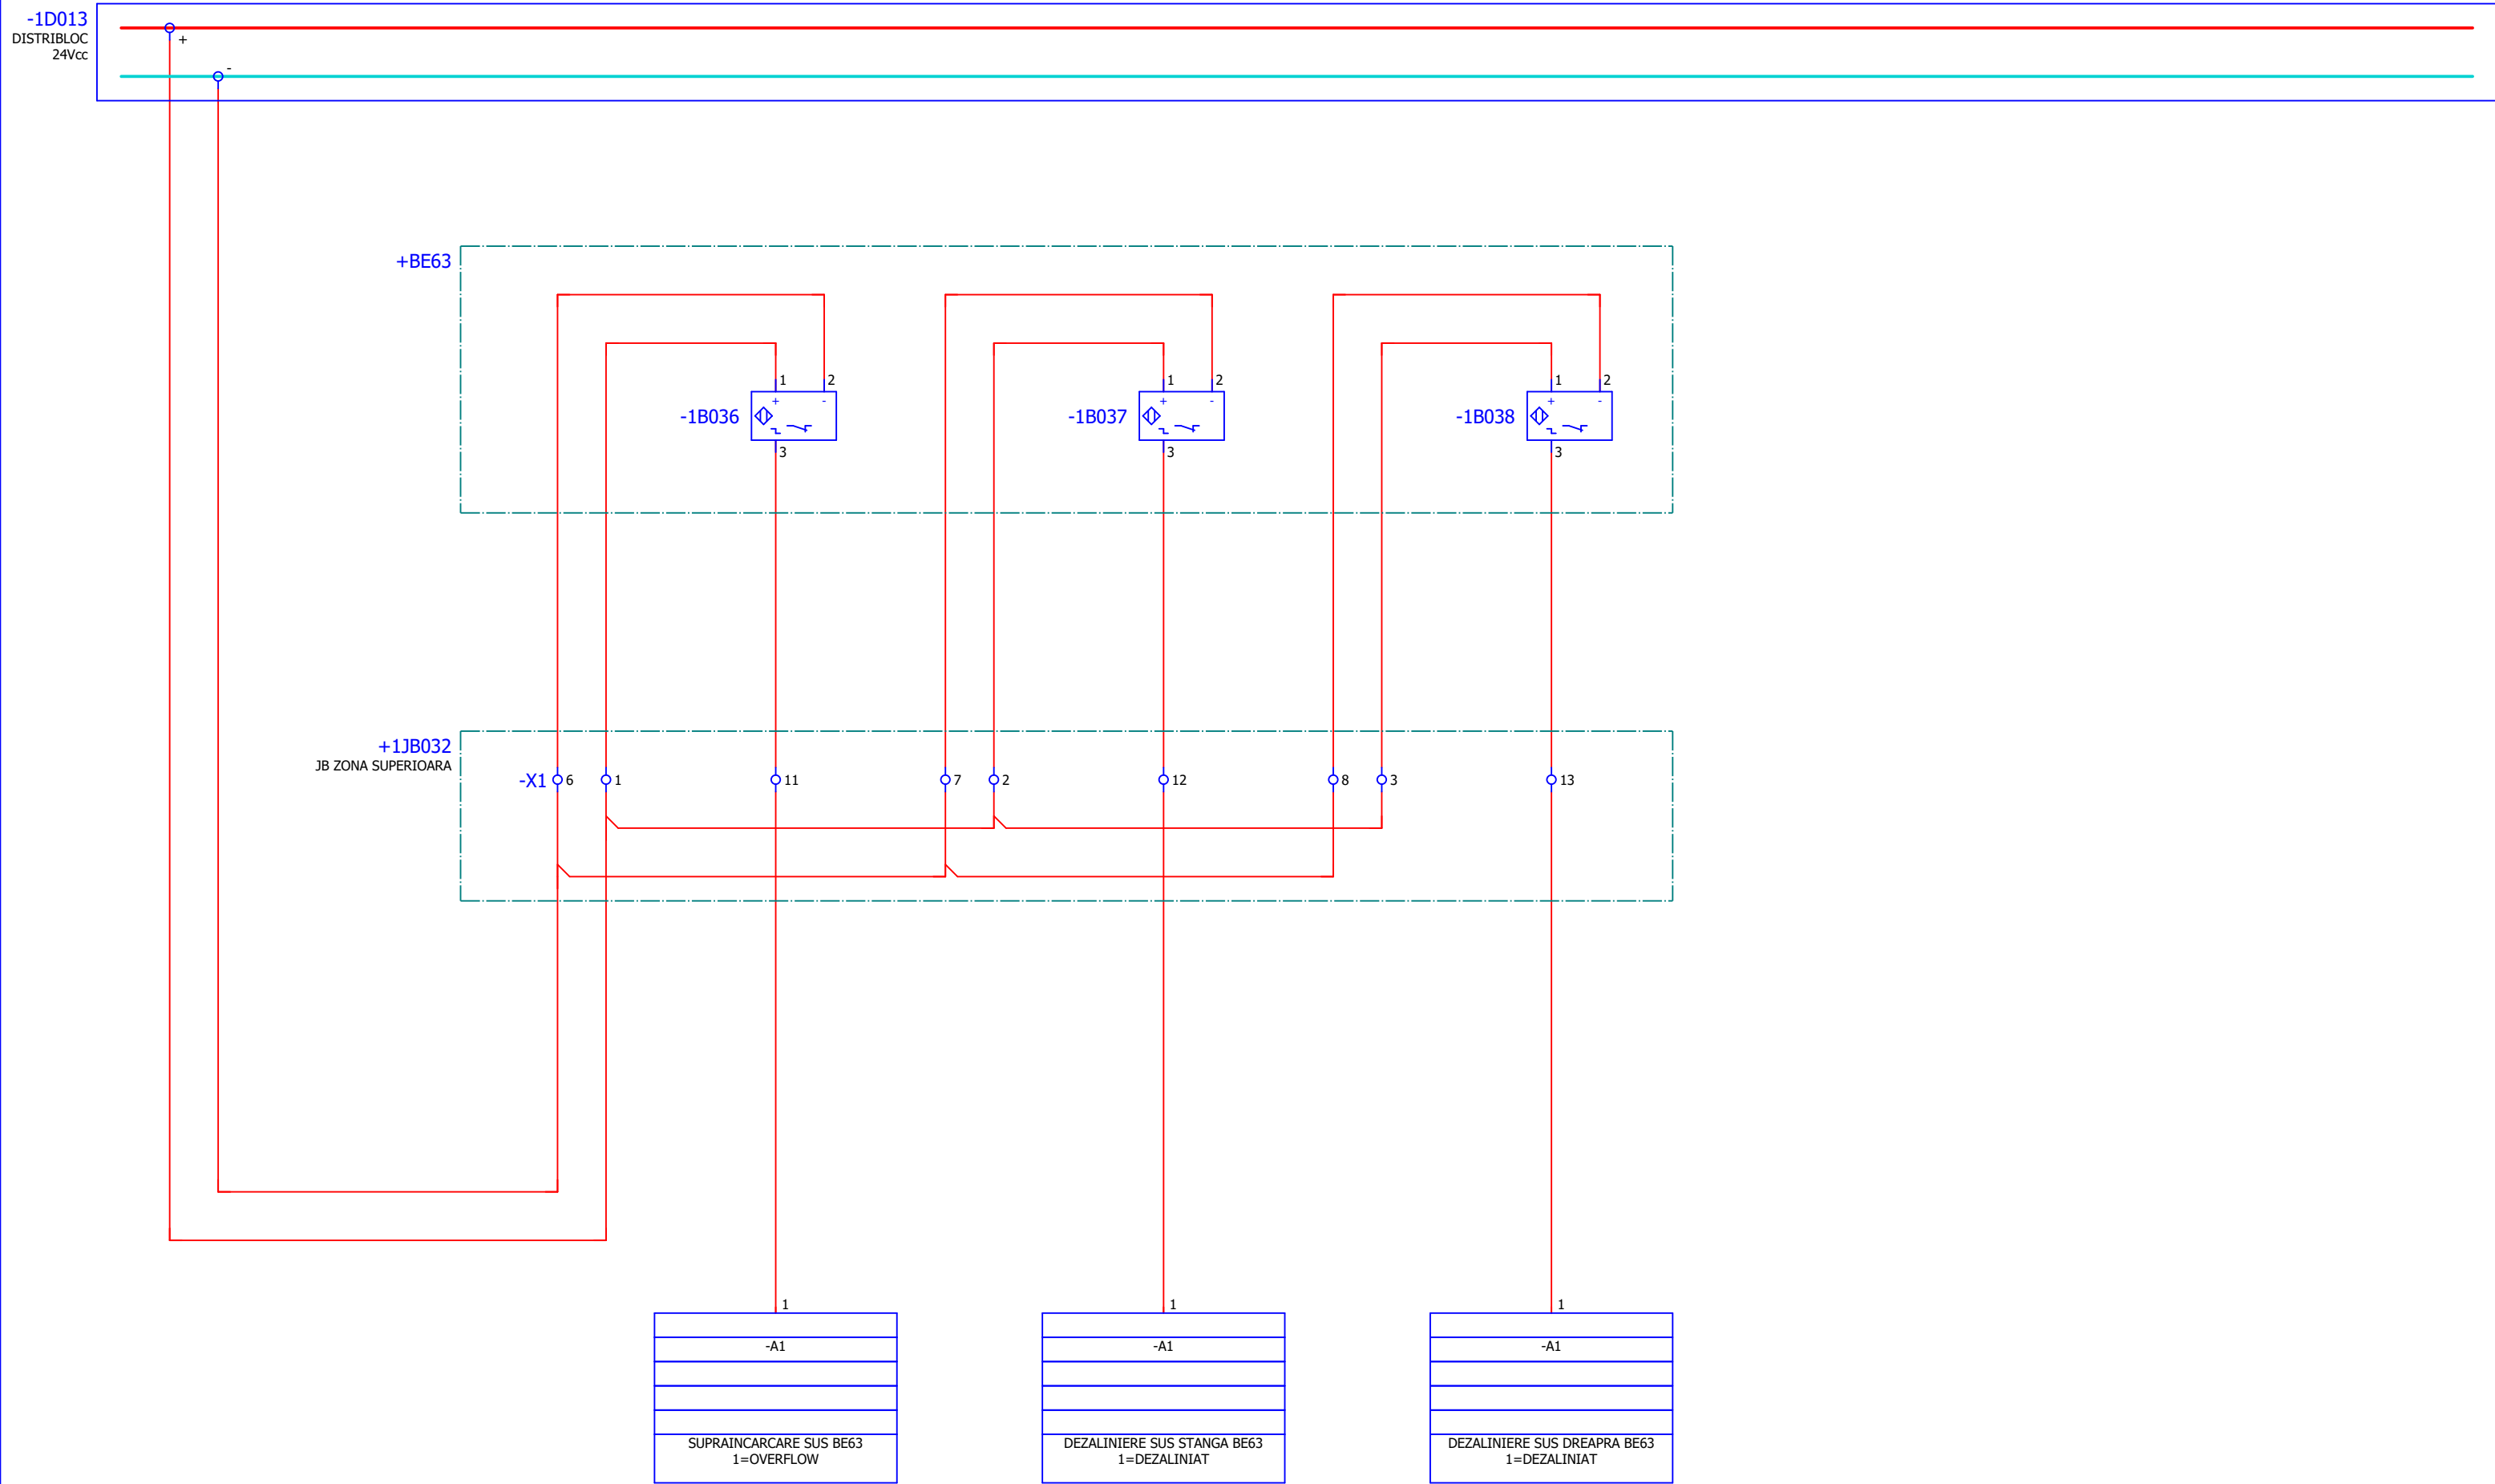 -1D013
DISTRIBLOC
24Vcc
+
-
+BE63
1 2
+ -
-1B036
3
1 2
+ -
-1B037
3
1 2
+ -
-1B038
3
+1JB032
JB ZONA SUPERIOARA
-X1 6 1 11 7 2 12 8 3 13
1
-A1
SUPRAINCARCARE SUS BE63
1=OVERFLOW
1
-A1
DEZALINIERE SUS STANGA BE63
1=DEZALINIAT
1
-A1
DEZALINIERE SUS DREAPRA BE63
1=DEZALINIAT